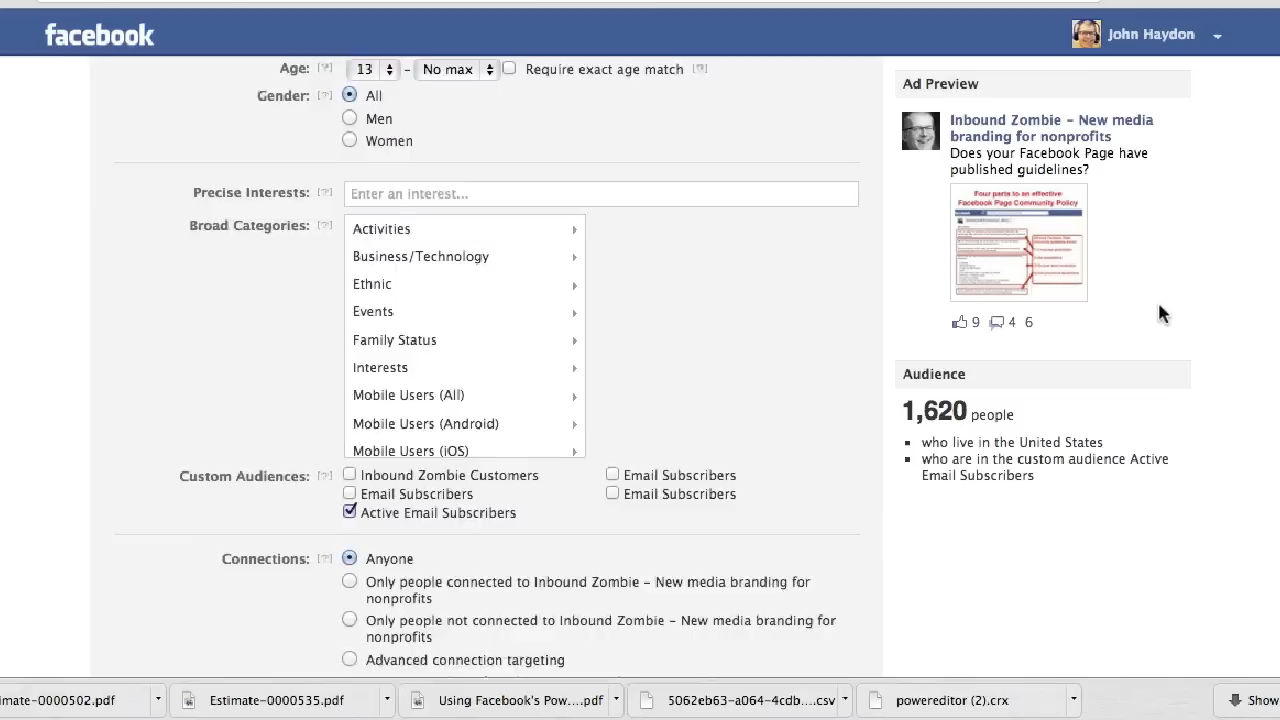 facebook
John Haydon
Age: [?] 13 - No max Require exact age match [?]
Gender: [?] All
Men
Women
Precise Interests: [?] Enter an interest...
Broad Categories: [?] Activities
Business/Technology
Ethnic
Events
Family Status
Interests
Mobile Users (All)
Mobile Users (Android)
Mobile Users (iOS)
Custom Audiences: [?] Inbound Zombie Customers Email Subscribers
Email Subscribers Email Subscribers
Active Email Subscribers
Connections: [?] Anyone
Only people connected to Inbound Zombie – New media branding for
nonprofits
Only people not connected to Inbound Zombie – New media branding for
nonprofits
Advanced connection targeting
Ad Preview
Inbound Zombie – New media
branding for nonprofits
Does your Facebook Page have
published guidelines?
Four parts to an effective
Facebook Page Community Policy
9 4 6
Audience
1,620 people
who live in the United States
who are in the custom audience Active
Email Subscribers
imate-0000502.pdf Estimate-0000535.pdf Using Facebook's Pow....pdf 5062eb63-a064-4cdb....csv powereditor (2).crx Show